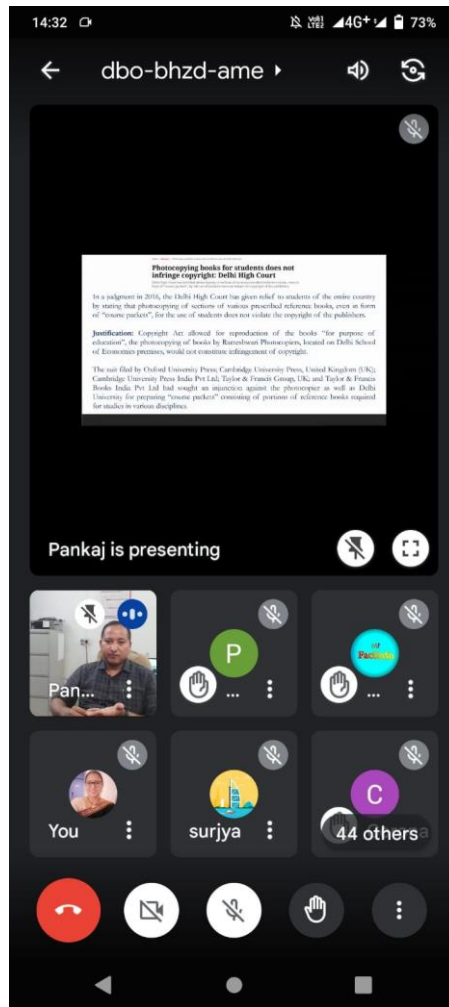 14:32 Vo)) LTE2 4G+ 73%
dbo-bhzd-ame
Photocopying books for students does not
infringe copyright: Delhi High Court
In a judgment in 2016, the Delhi High Court has given relief to students of the entire country
by stating that photocopying of sections of various prescribed reference books, even in form
of "course packets", for the use of students does not violate the copyright of the publishers.
Justification: Copyright Act allowed for reproduction of the books "for purpose of
education", the photocopying of books by Rameshwari Photocopiers, located on Delhi School
of Economics premises, would not constitute infringement of copyright.
The suit filed by Oxford University Press; Cambridge University Press, United Kingdom (UK);
Cambridge University Press India Pvt Ltd; Taylor & Francis Group, UK; and Taylor & Francis
Books India Pvt Ltd had sought an injunction against the photocopier as well as Delhi
University for preparing "course packets" consisting of portions of reference books required
for studies in various disciplines.
Pankaj is presenting
Pan...
P
...
...
You
surjya
C
44 others